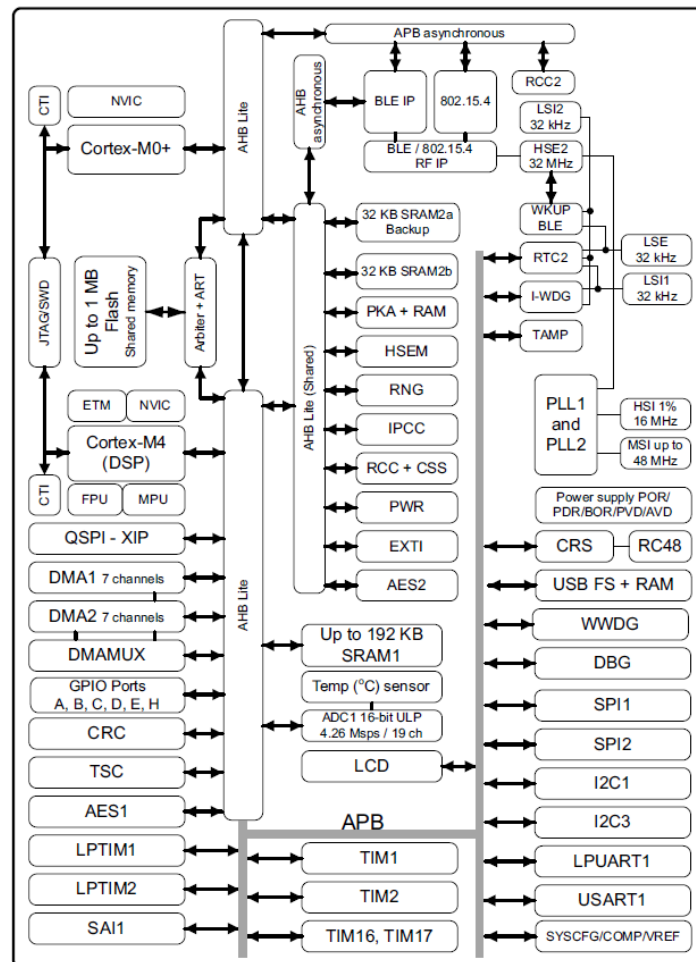 APB asynchronous
CTI
NVIC
AHB Lite
AHB
asynchronous
BLE IP
802.15.4
RCC2
Cortex-M0+
BLE / 802.15.4
RF IP
LSI2
32 kHz
HSE2
32 MHz
32 KB SRAM2a
Backup
WKUP
BLE
LSE
32 kHz
JTAG/SWD
Up to 1 MB
Flash
Shared memory
Arbiter + ART
32 KB SRAM2b
RTC2
LSI1
32 kHz
I-WDG
PKA + RAM
TAMP
AHB Lite (Shared)
HSEM
ETM
NVIC
RNG
PLL1
and
PLL2
HSI 1%
16 MHz
MSI up to
48 MHz
Cortex-M4
(DSP)
IPCC
CTI
FPU
MPU
RCC + CSS
PWR
Power supply POR/
PDR/BOR/PVD/AVD
QSPI - XIP
EXTI
CRS
RC48
DMA1 7 channels
AHB Lite
AES2
USB FS + RAM
DMA2 7 channels
WWDG
DMAMUX
Up to 192 KB
SRAM1
DBG
GPIO Ports
A, B, C, D, E, H
Temp (°C) sensor
SPI1
CRC
ADC1 16-bit ULP
4.26 Msps / 19 ch
SPI2
TSC
LCD
I2C1
AES1
APB
I2C3
LPTIM1
TIM1
LPUART1
LPTIM2
TIM2
USART1
SAI1
TIM16, TIM17
SYSCFG/COMP/VREF